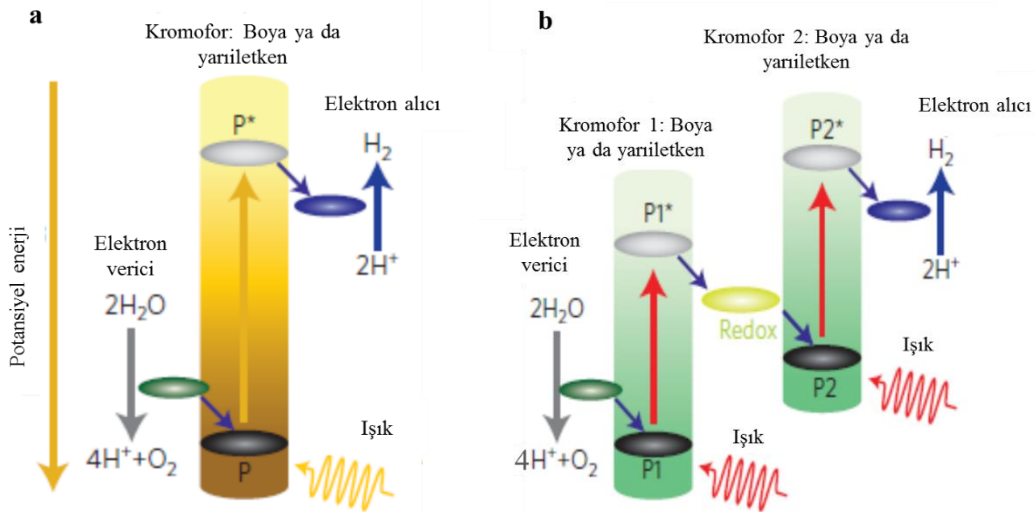 a
Kromofor: Boya ya da
yarıiletken
Elektron alıcı
P*
H₂
2H⁺
Potansiyel enerji
Elektron
verici
2H₂O
4H⁺+O₂
P
Işık
b
Kromofor 2: Boya ya da
yarıiletken
Elektron alıcı
Kromofor 1: Boya
ya da yarıiletken
P2*
H₂
P1*
2H⁺
Elektron
verici
2H₂O
Redox
Işık
P2
4H⁺+O₂
P1
Işık